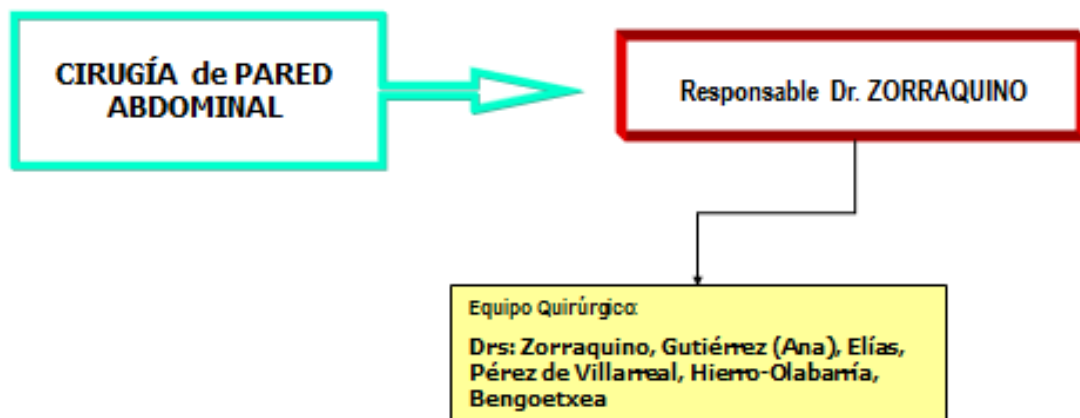 CIRUGÍA de PARED
ABDOMINAL
Responsable Dr. ZORRAQUINO
Equipo Quirúrgico:
Drs: Zorraquino, Gutiérrez (Ana), Elías,
Pérez de Villarreal, Hierro-Olabarría,
Bengoetxea